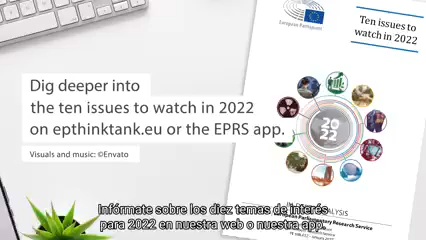 Ten issues to
watch in 2022
Dig deeper into
the ten issues to watch in 2022
on epthinktank.eu or the EPRS app.
Visuals and music: ©Envato
2022
Infórmate sobre los diez temas de interés
para 2022 en nuestra web o nuestra app.